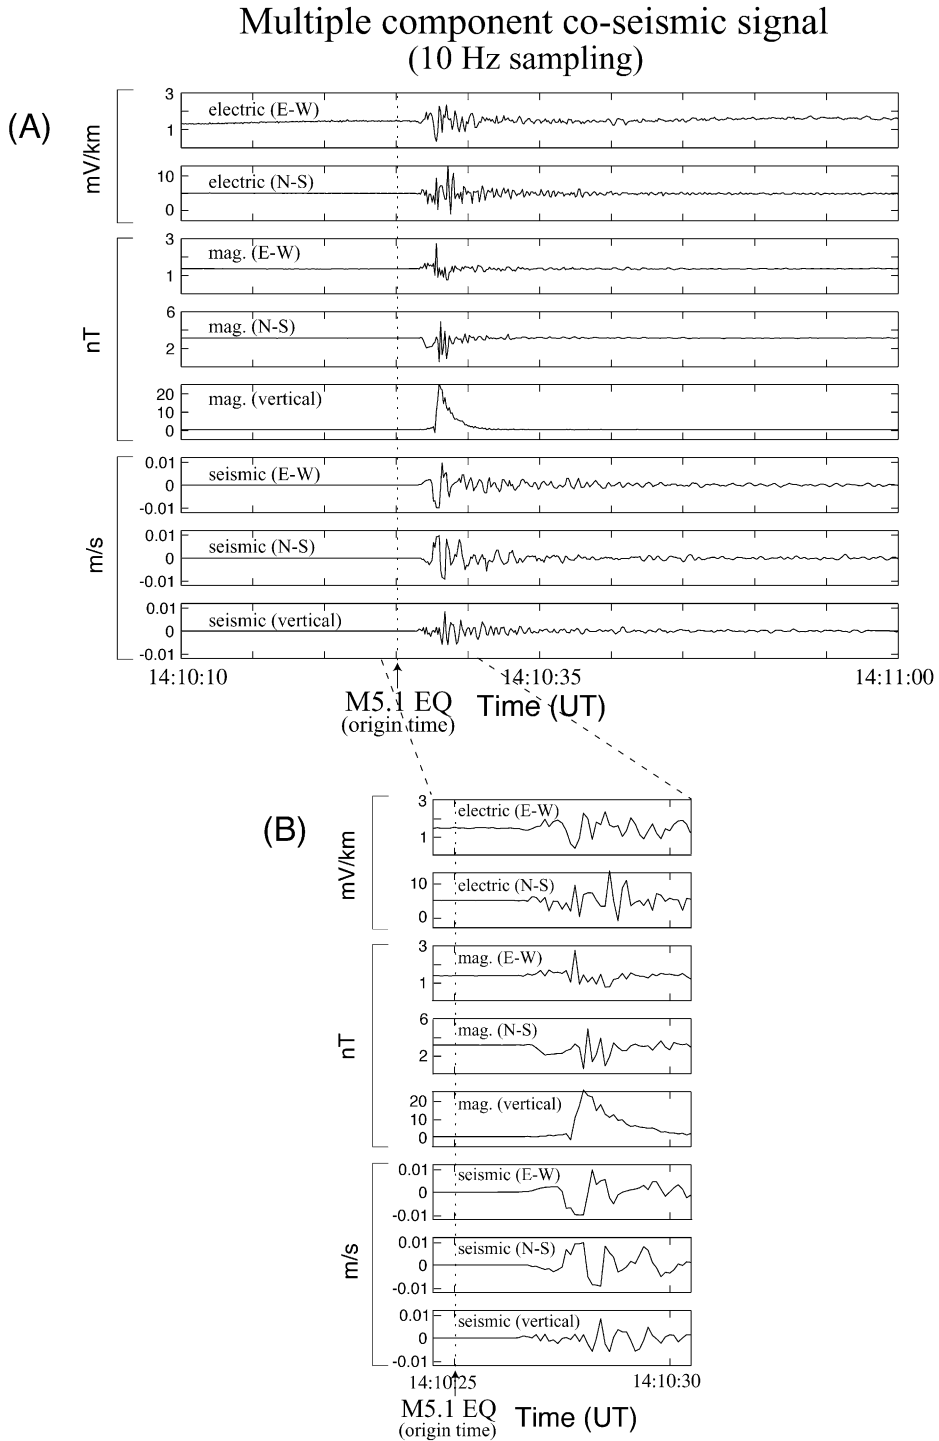 Multiple component co-seismic signal
(10 Hz sampling)
(A)
mV/km
3
1
electric (E-W)
10
0
electric (N-S)
nT
3
1
mag. (E-W)
6
2
mag. (N-S)
20
10
0
mag. (vertical)
m/s
0.01
0
-0.01
seismic (E-W)
0.01
0
-0.01
seismic (N-S)
0.01
0
-0.01
seismic (vertical)
14:10:10 14:10:35 14:11:00
M5.1 EQ
(origin time)
Time (UT)
(B)
mV/km
3
1
electric (E-W)
10
0
electric (N-S)
nT
3
1
mag. (E-W)
6
2
mag. (N-S)
20
10
0
mag. (vertical)
m/s
0.01
0
-0.01
seismic (E-W)
0.01
0
-0.01
seismic (N-S)
0.01
0
-0.01
seismic (vertical)
14:10:25 14:10:30
M5.1 EQ
(origin time)
Time (UT)